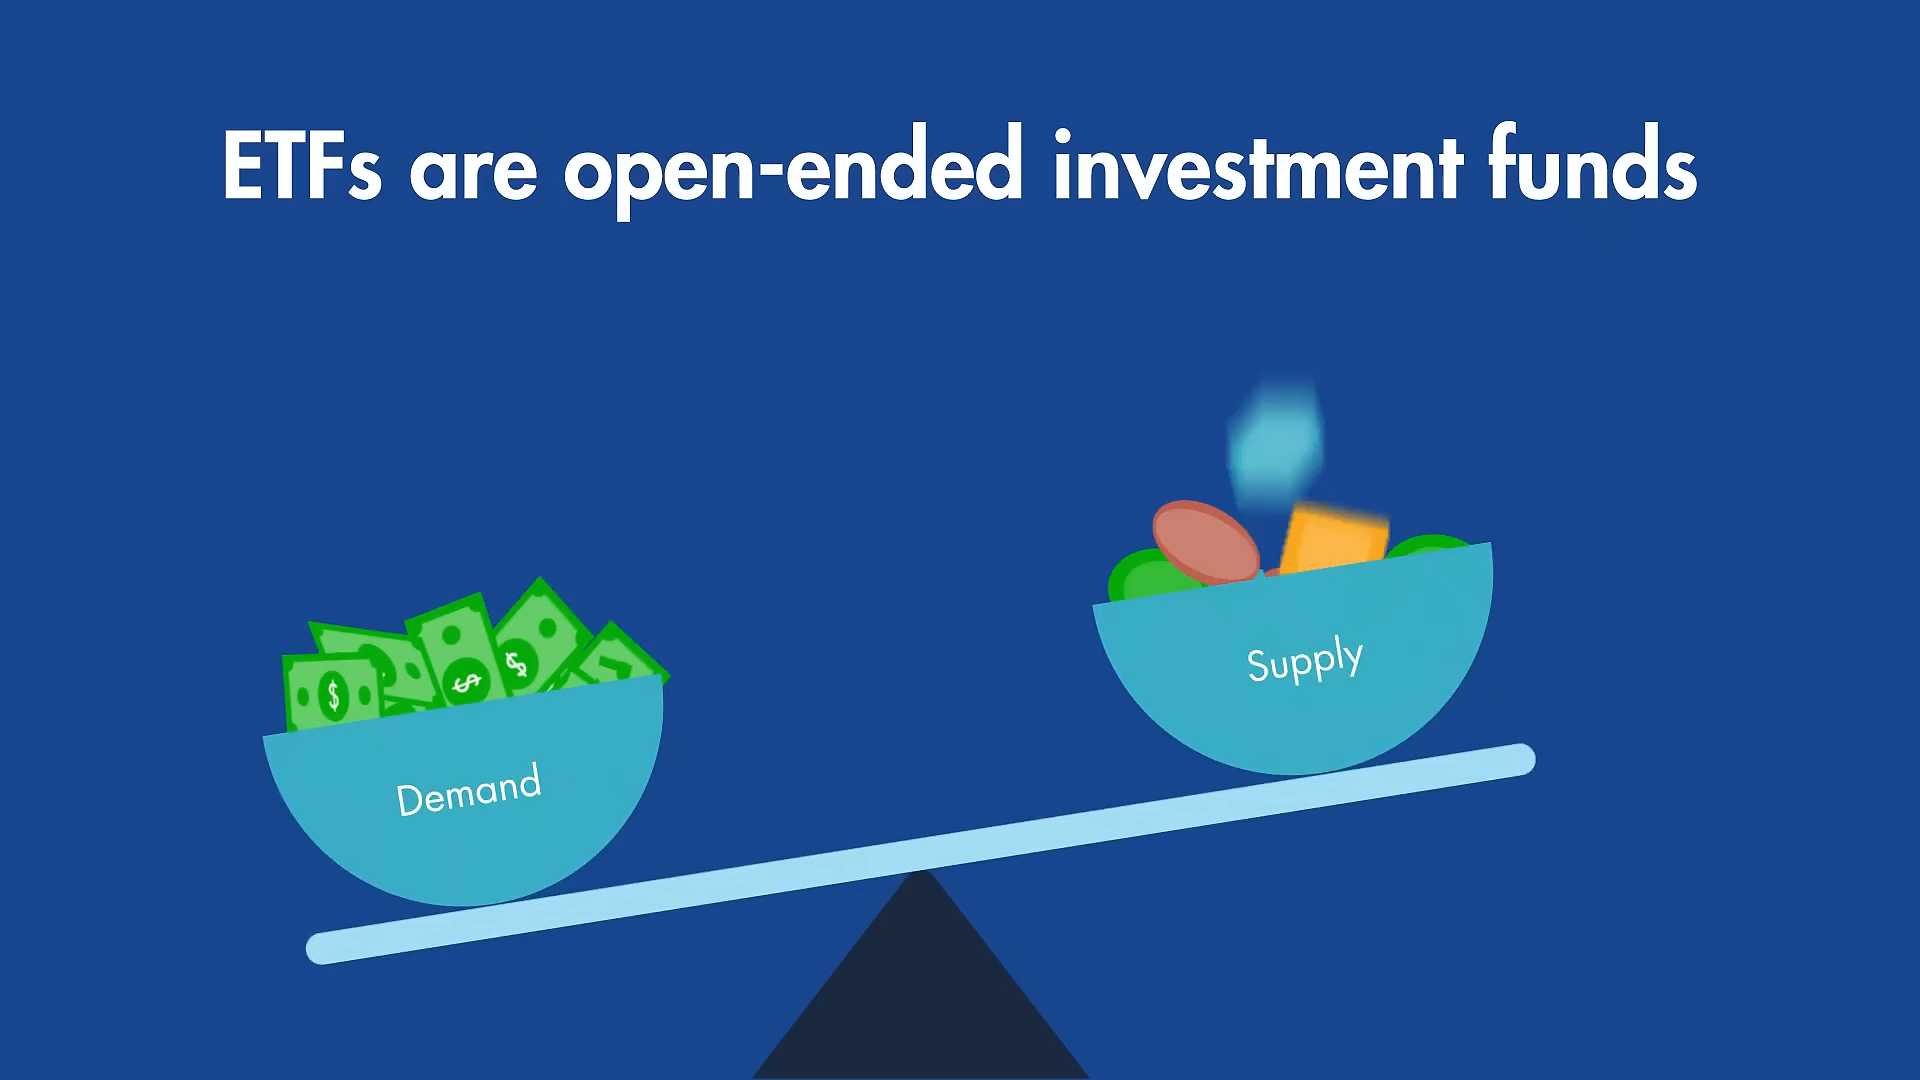 ETFs are open-ended investment funds
Supply
Demand
$ $ $